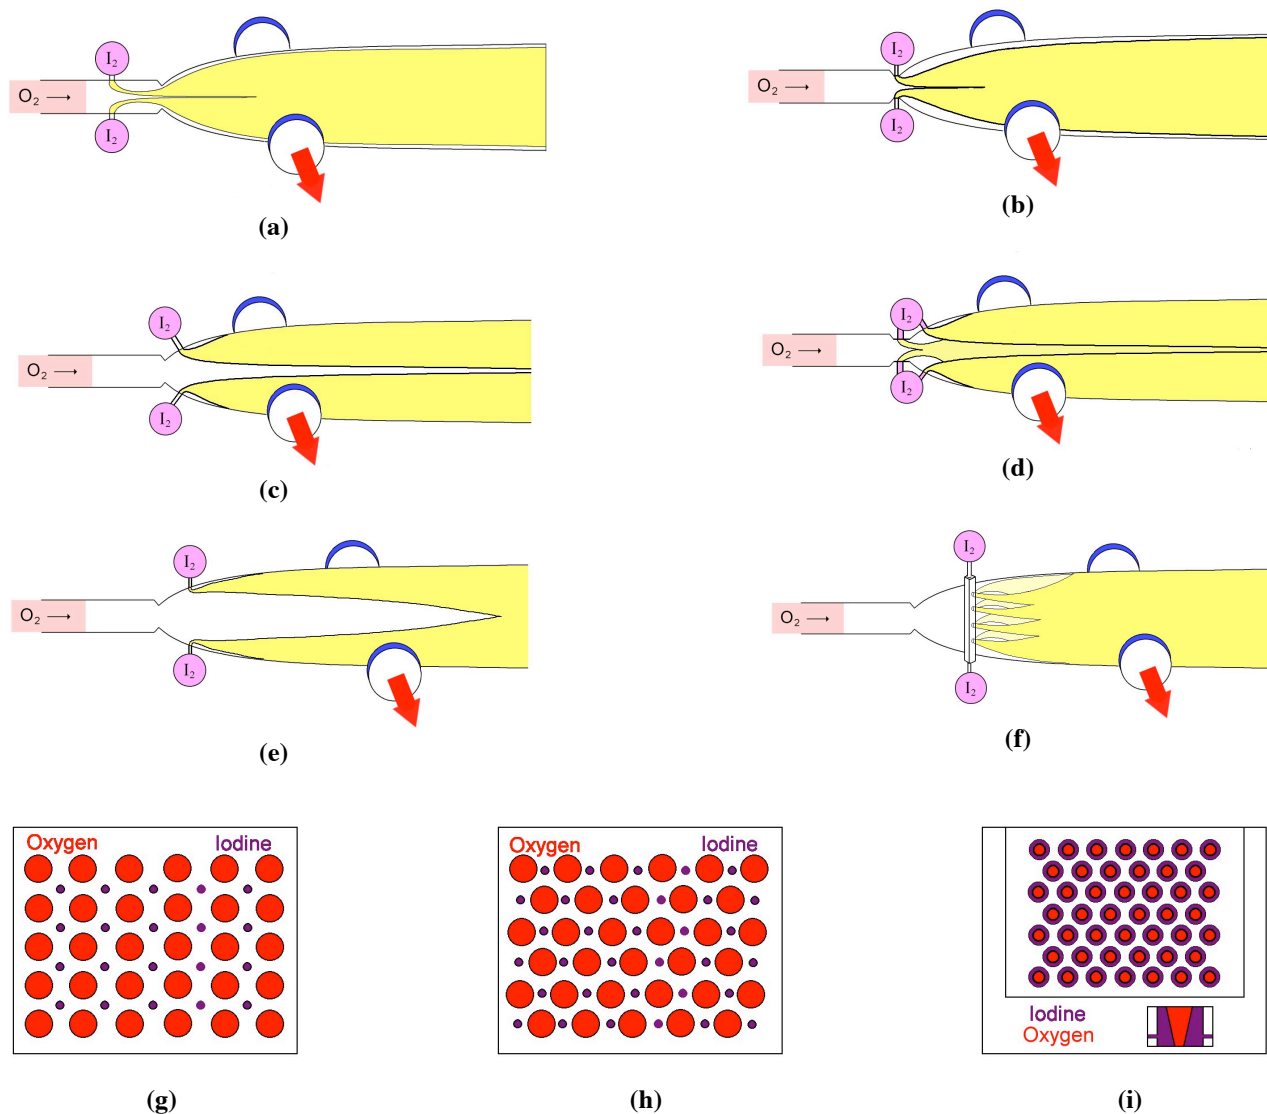 I₂
O₂ →
I₂
(a)
I₂
O₂ →
I₂
(b)
I₂
O₂ →
I₂
(c)
I₂
O₂ →
I₂
(d)
I₂
O₂ →
I₂
(e)
I₂
O₂ →
I₂
(f)
Oxygen Iodine
(g)
Oxygen Iodine
(h)
Iodine
Oxygen
(i)